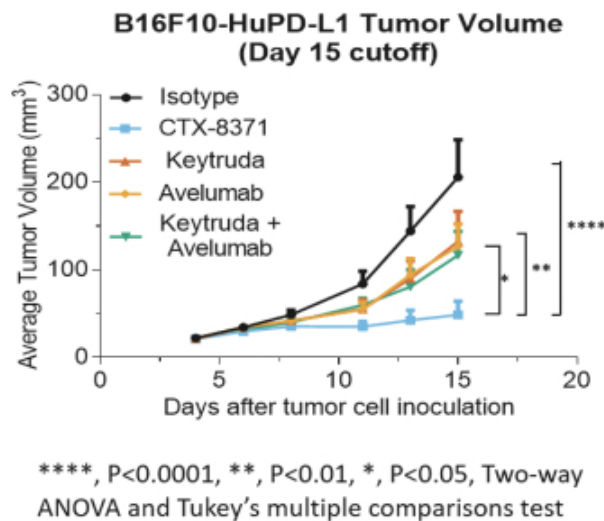 B16F10-HuPD-L1 Tumor Volume
(Day 15 cutoff)
Average Tumor Volume (mm³)
300
200
100
0
Isotype
CTX-8371
Keytruda
Avelumab
Keytruda +
Avelumab
*
**
****
0
5
10
15
20
Days after tumor cell inoculation
****, P<0.0001, **, P<0.01, *, P<0.05, Two-way
ANOVA and Tukey's multiple comparisons test